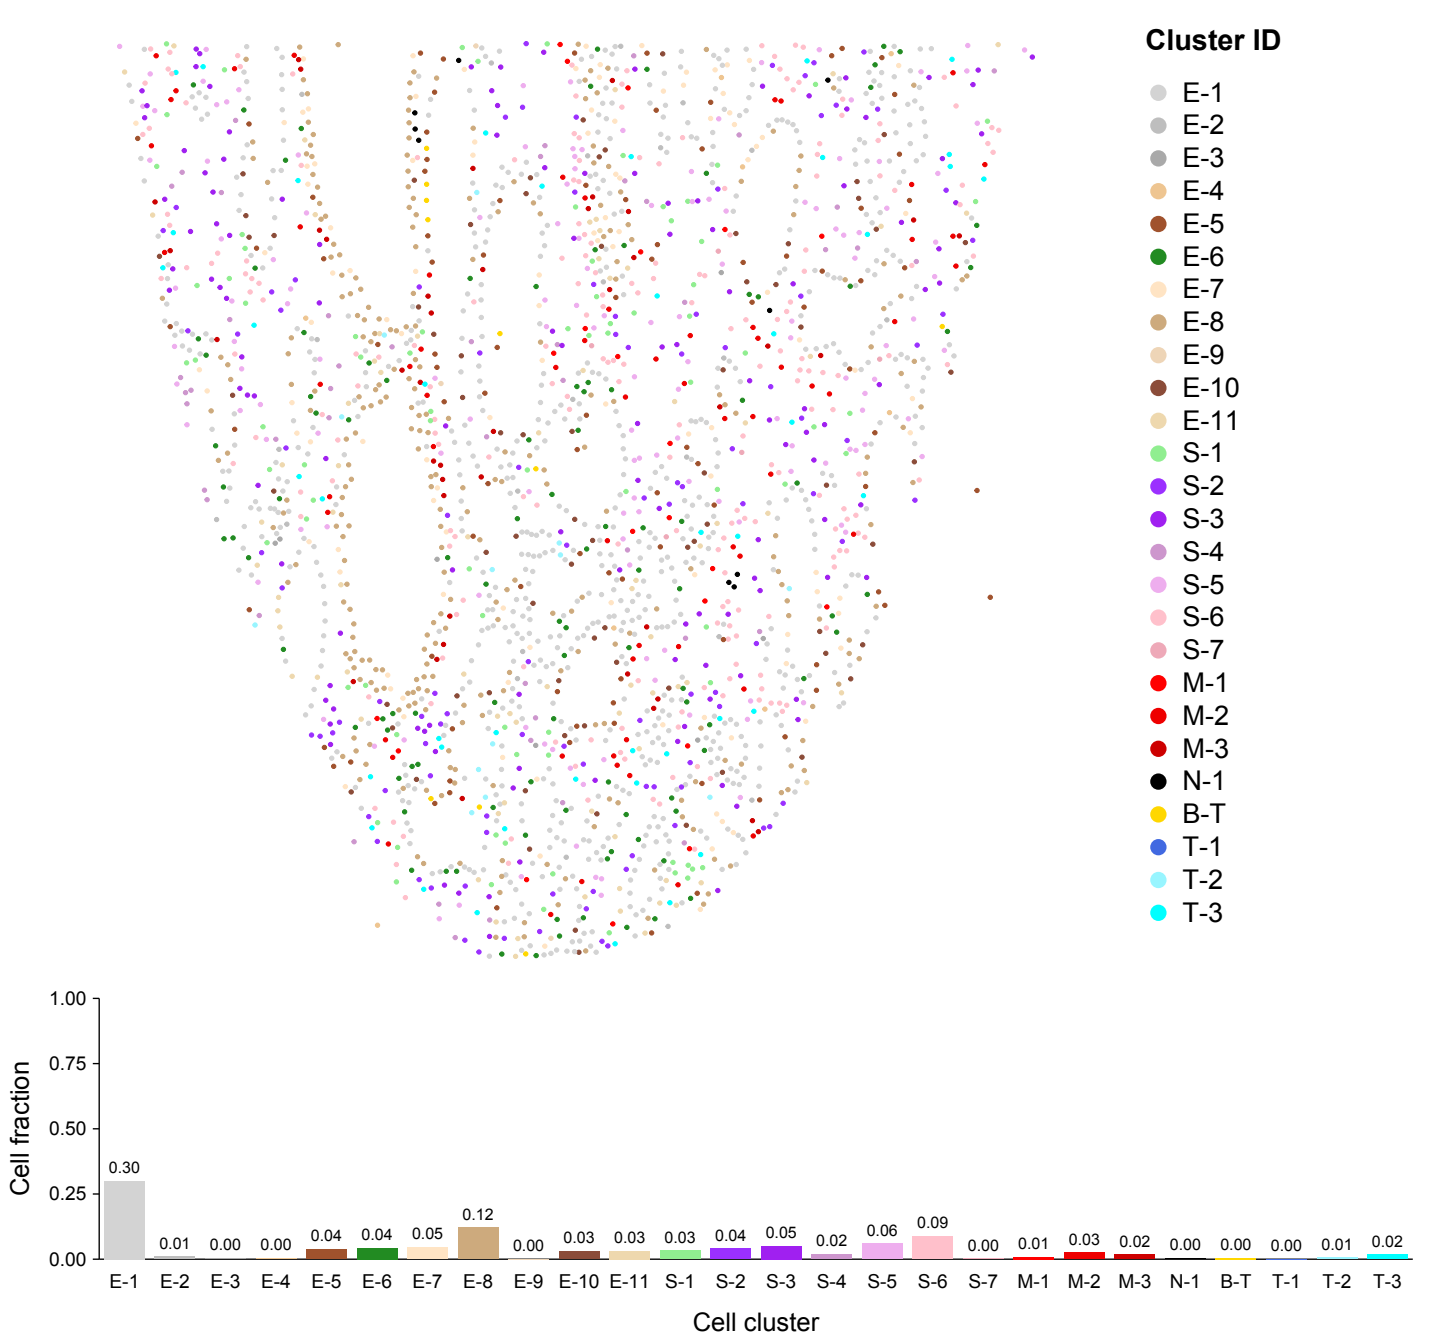 Cluster ID
E-1
E-2
E-3
E-4
E-5
E-6
E-7
E-8
E-9
E-10
E-11
S-1
S-2
S-3
S-4
S-5
S-6
S-7
M-1
M-2
M-3
N-1
B-T
T-1
T-2
T-3
1.00
0.75
0.50
0.25
0.00
Cell fraction
0.30 0.01 0.00 0.00 0.04 0.04 0.05 0.12 0.00 0.03 0.03 0.03 0.04 0.05 0.02 0.06 0.09 0.00 0.01 0.03 0.02 0.00 0.00 0.00 0.01 0.02
E-1 E-2 E-3 E-4 E-5 E-6 E-7 E-8 E-9 E-10 E-11 S-1 S-2 S-3 S-4 S-5 S-6 S-7 M-1 M-2 M-3 N-1 B-T T-1 T-2 T-3
Cell cluster